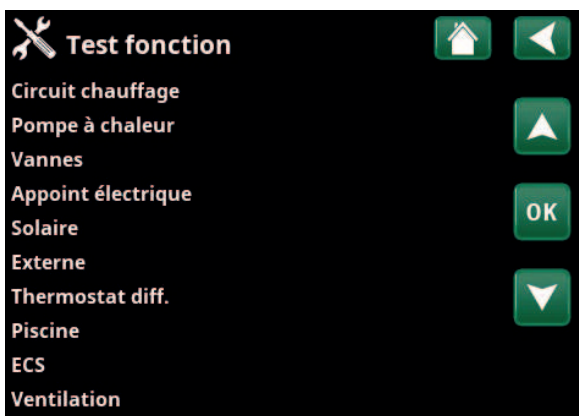 Test fonction
Circuit chauffage
Pompe à chaleur
Vannes
Appoint électrique
OK
Solaire
Externe
Thermostat diff.
Piscine
ECS
Ventilation